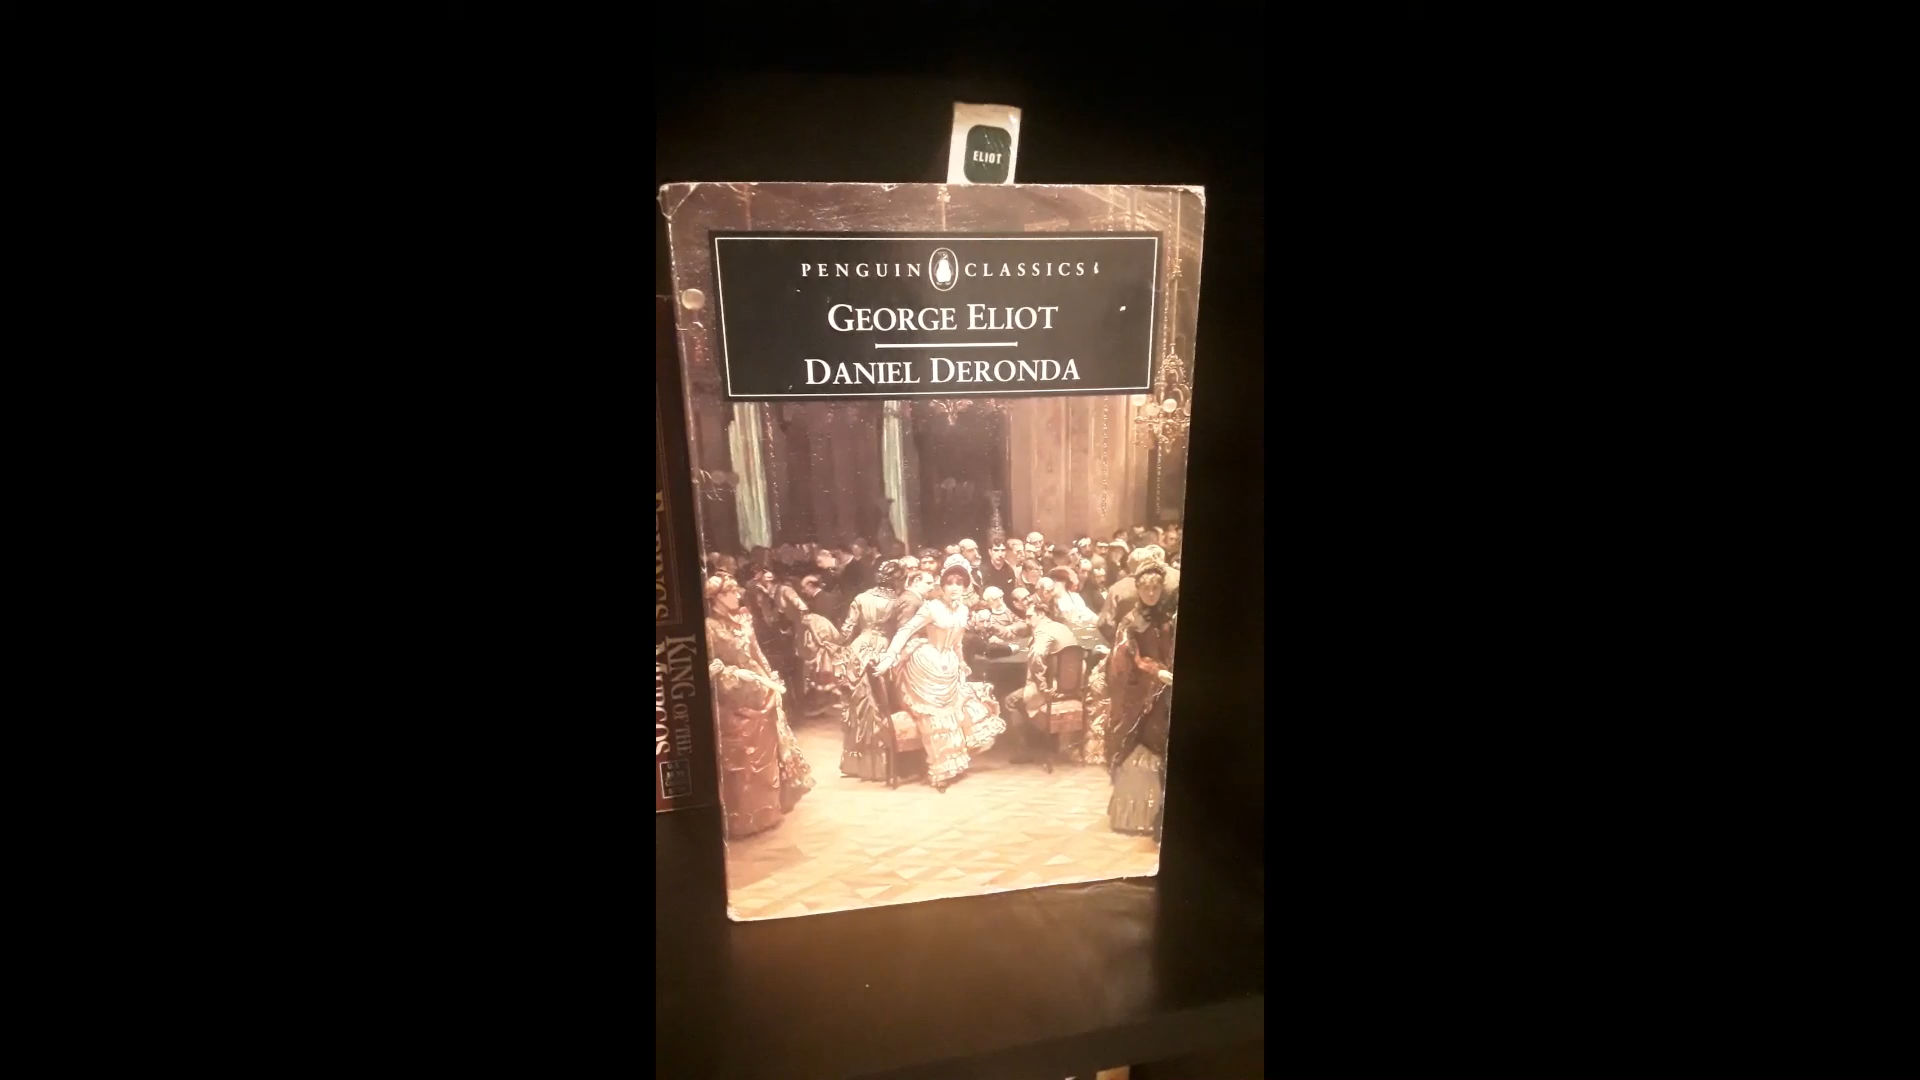 ELIOT
PENGUIN CLASSICS
GEORGE ELIOT
DANIEL DERONDA
KING OF THE